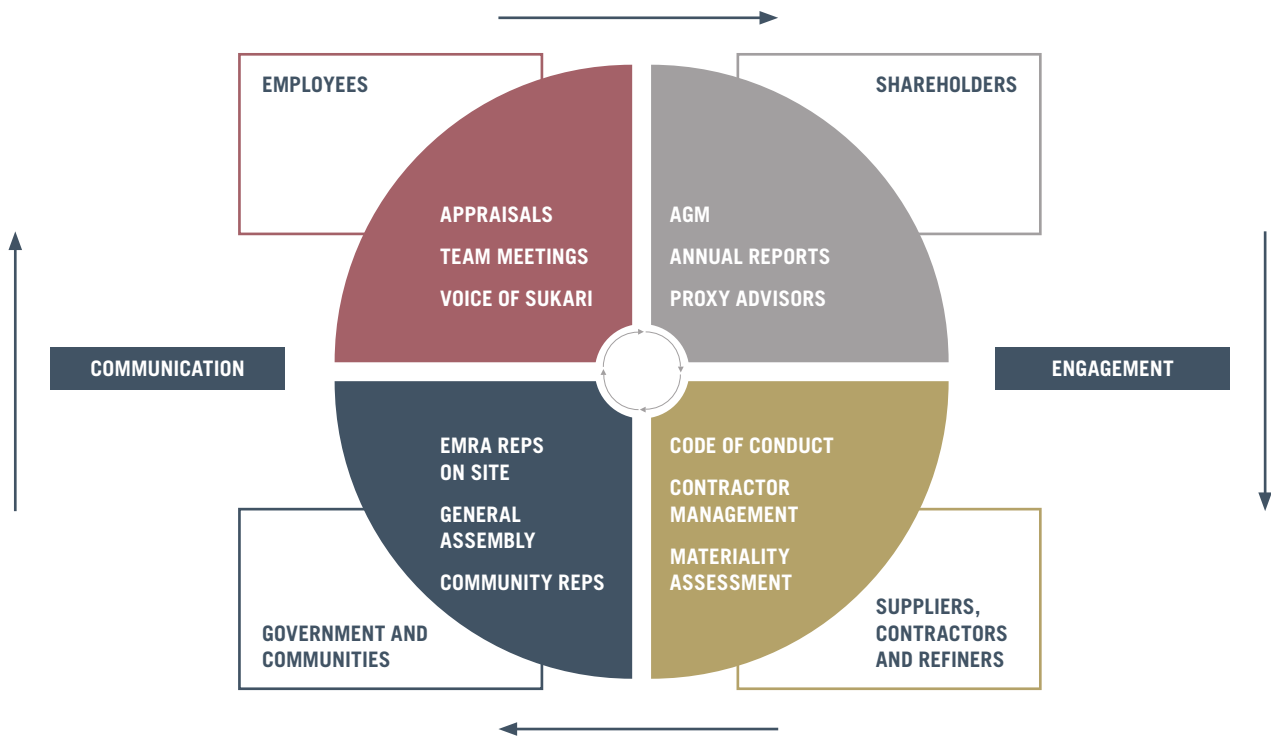 EMPLOYEES
SHAREHOLDERS
APPRAISALS
TEAM MEETINGS
VOICE OF SUKARI
AGM
ANNUAL REPORTS
PROXY ADVISORS
COMMUNICATION
ENGAGEMENT
EMRA REPS
ON SITE
GENERAL
ASSEMBLY
COMMUNITY REPS
CODE OF CONDUCT
CONTRACTOR
MANAGEMENT
MATERIALITY
ASSESSMENT
GOVERNMENT AND
COMMUNITIES
SUPPLIERS,
CONTRACTORS
AND REFINERS